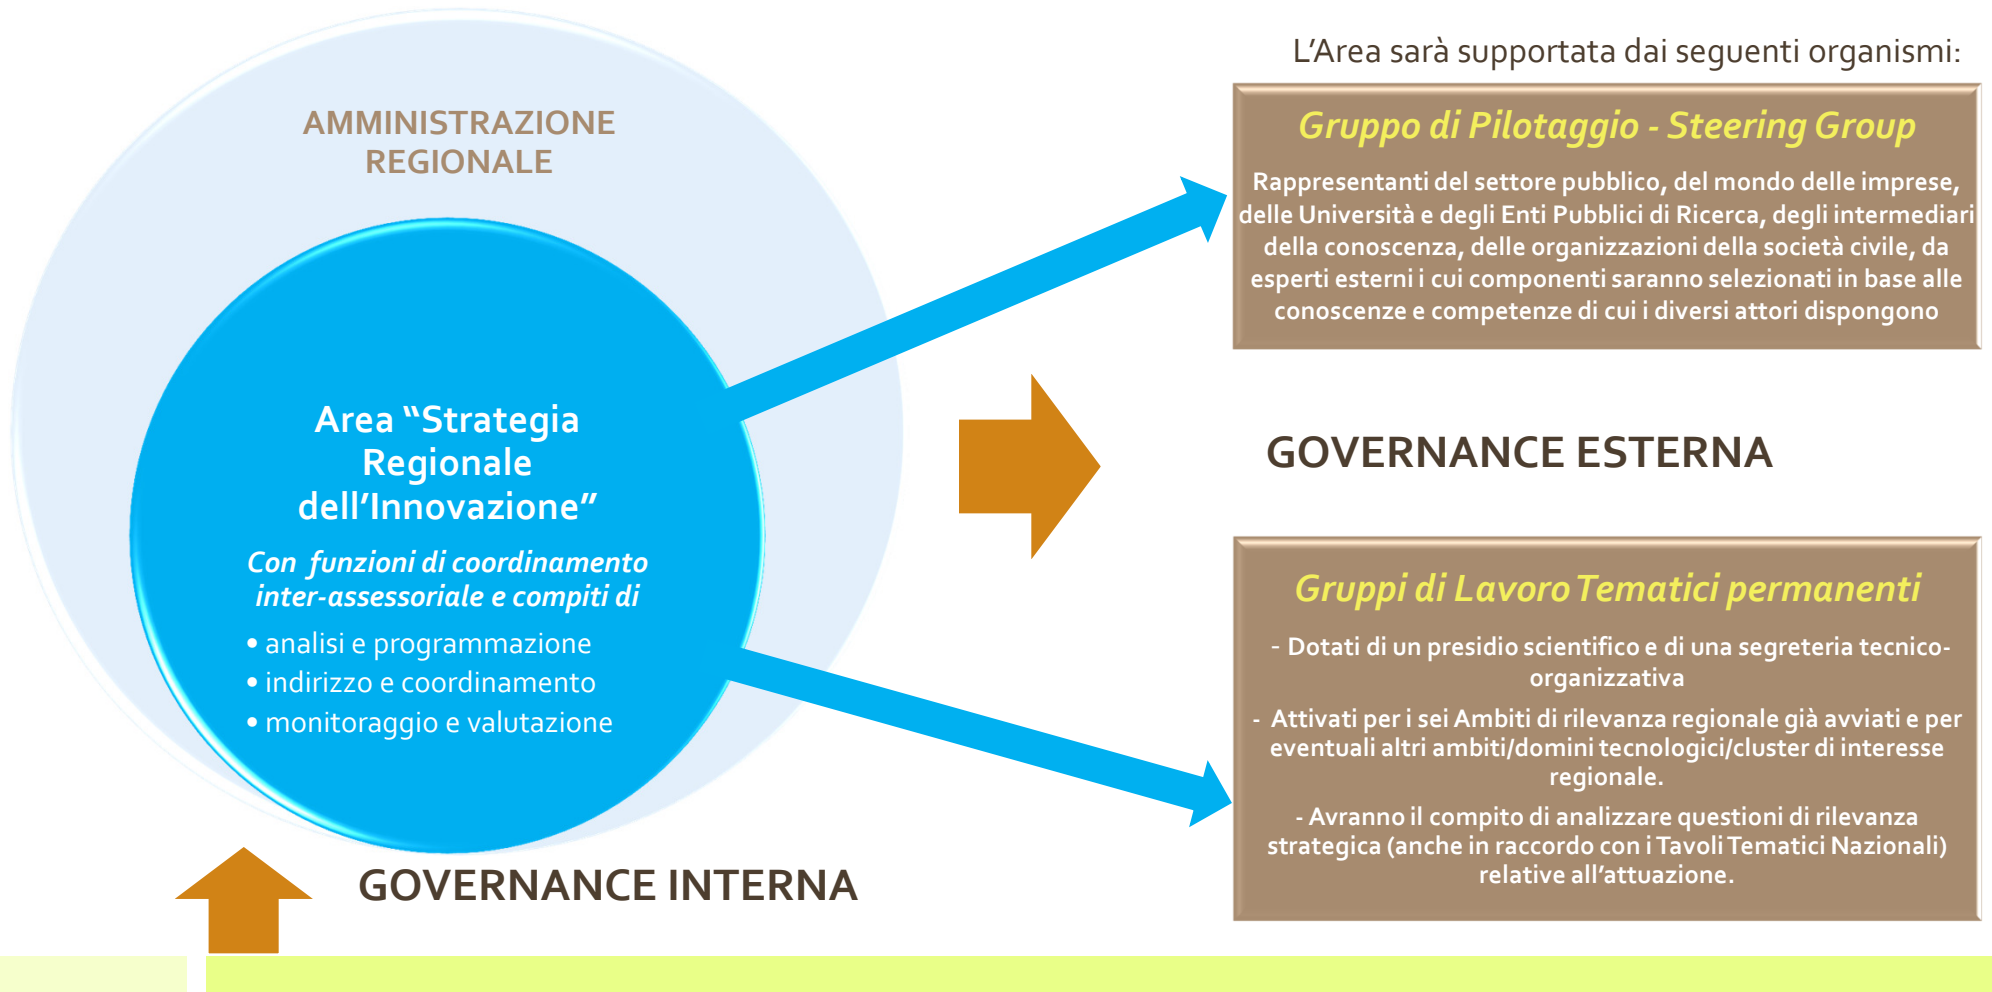 AMMINISTRAZIONE
REGIONALE
Area “Strategia
Regionale
dell’Innovazione”
Con funzioni di coordinamento
inter-assessoriale e compiti di
• analisi e programmazione
• indirizzo e coordinamento
• monitoraggio e valutazione
GOVERNANCE INTERNA
L’Area sarà supportata dai seguenti organismi:
Gruppo di Pilotaggio - Steering Group
Rappresentanti del settore pubblico, del mondo delle imprese,
delle Università e degli Enti Pubblici di Ricerca, degli intermediari
della conoscenza, delle organizzazioni della società civile, da
esperti esterni i cui componenti saranno selezionati in base alle
conoscenze e competenze di cui i diversi attori dispongono
GOVERNANCE ESTERNA
Gruppi di Lavoro Tematici permanenti
- Dotati di un presidio scientifico e di una segreteria tecnico-
organizzativa
- Attivati per i sei Ambiti di rilevanza regionale già avviati e per
eventuali altri ambiti/domini tecnologici/cluster di interesse
regionale.
- Avranno il compito di analizzare questioni di rilevanza
strategica (anche in raccordo con i Tavoli Tematici Nazionali)
relative all’attuazione.